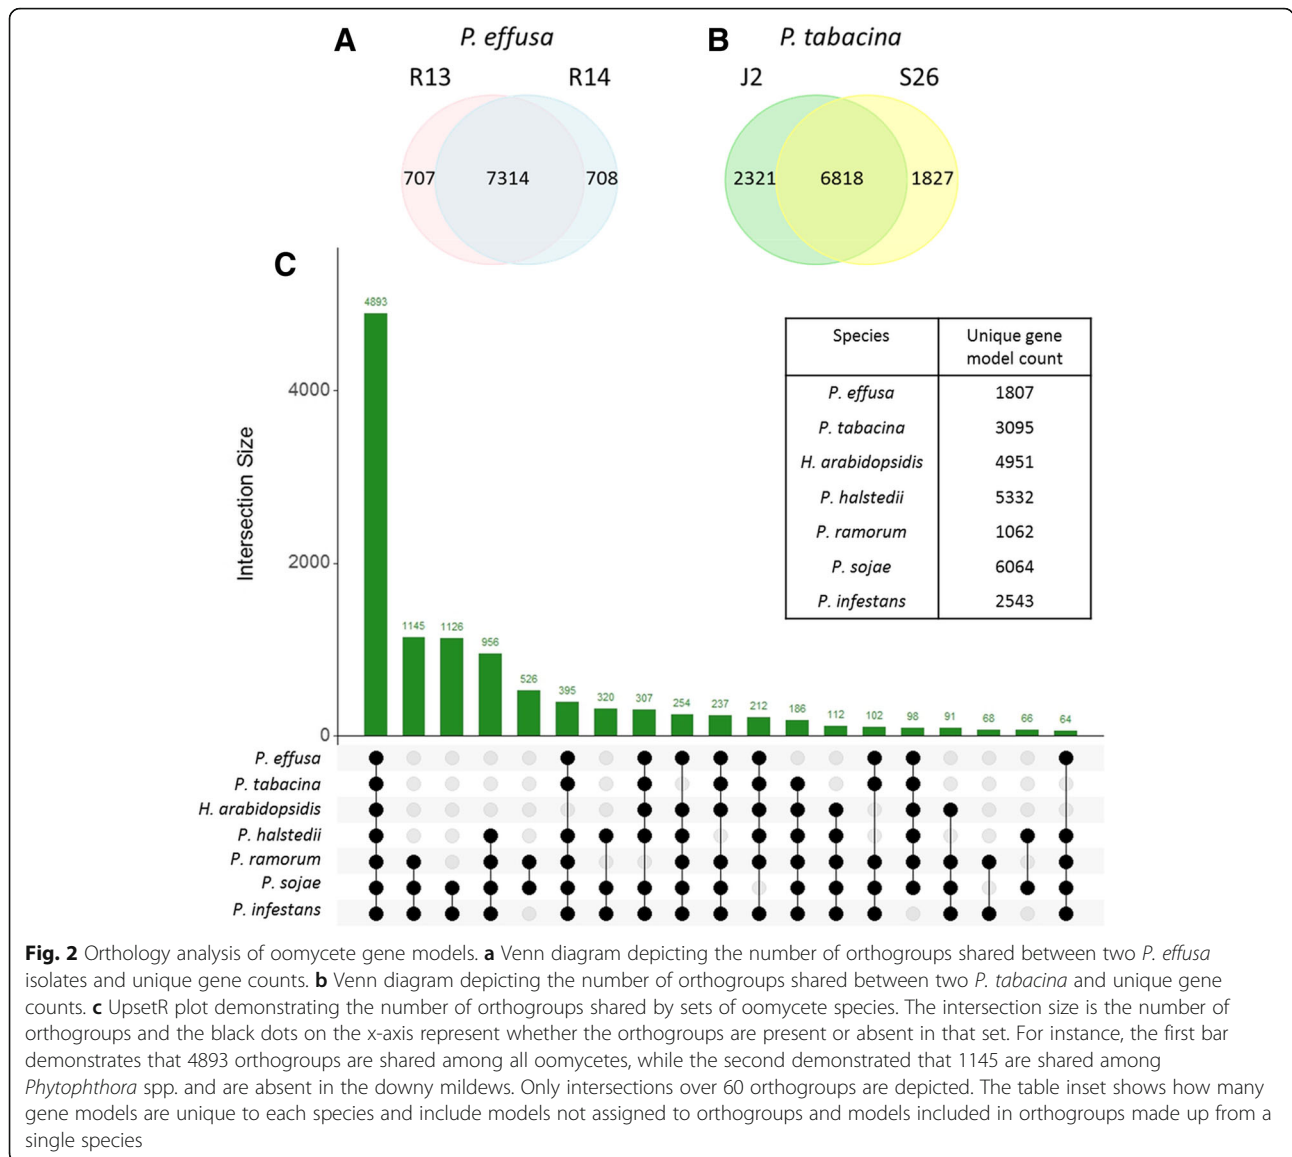 A
P. effusa
B
P. tabacina
R13
R14
J2
S26
707
7314
708
2321
6818
1827
C
Intersection Size
4000
2000
0
4893
1145
1126
956
526
395
320
307
254
237
212
186
112
102
98
91
68
66
64
Species
Unique gene
model count
P. effusa
1807
P. tabacina
3095
H. arabidopsidis
4951
P. halstedii
5332
P. ramorum
1062
P. sojae
6064
P. infestans
2543
P. effusa
P. tabacina
H. arabidopsidis
P. halstedii
P. ramorum
P. sojae
P. infestans
Fig. 2 Orthology analysis of oomycete gene models. a Venn diagram depicting the number of orthogroups shared between two P. effusa
isolates and unique gene counts. b Venn diagram depicting the number of orthogroups shared between two P. tabacina and unique gene
counts. c UpsetR plot demonstrating the number of orthogroups shared by sets of oomycete species. The intersection size is the number of
orthogroups and the black dots on the x-axis represent whether the orthogroups are present or absent in that set. For instance, the first bar
demonstrates that 4893 orthogroups are shared among all oomycetes, while the second demonstrated that 1145 are shared among
Phytophthora spp. and are absent in the downy mildews. Only intersections over 60 orthogroups are depicted. The table inset shows how many
gene models are unique to each species and include models not assigned to orthogroups and models included in orthogroups made up from a
single species